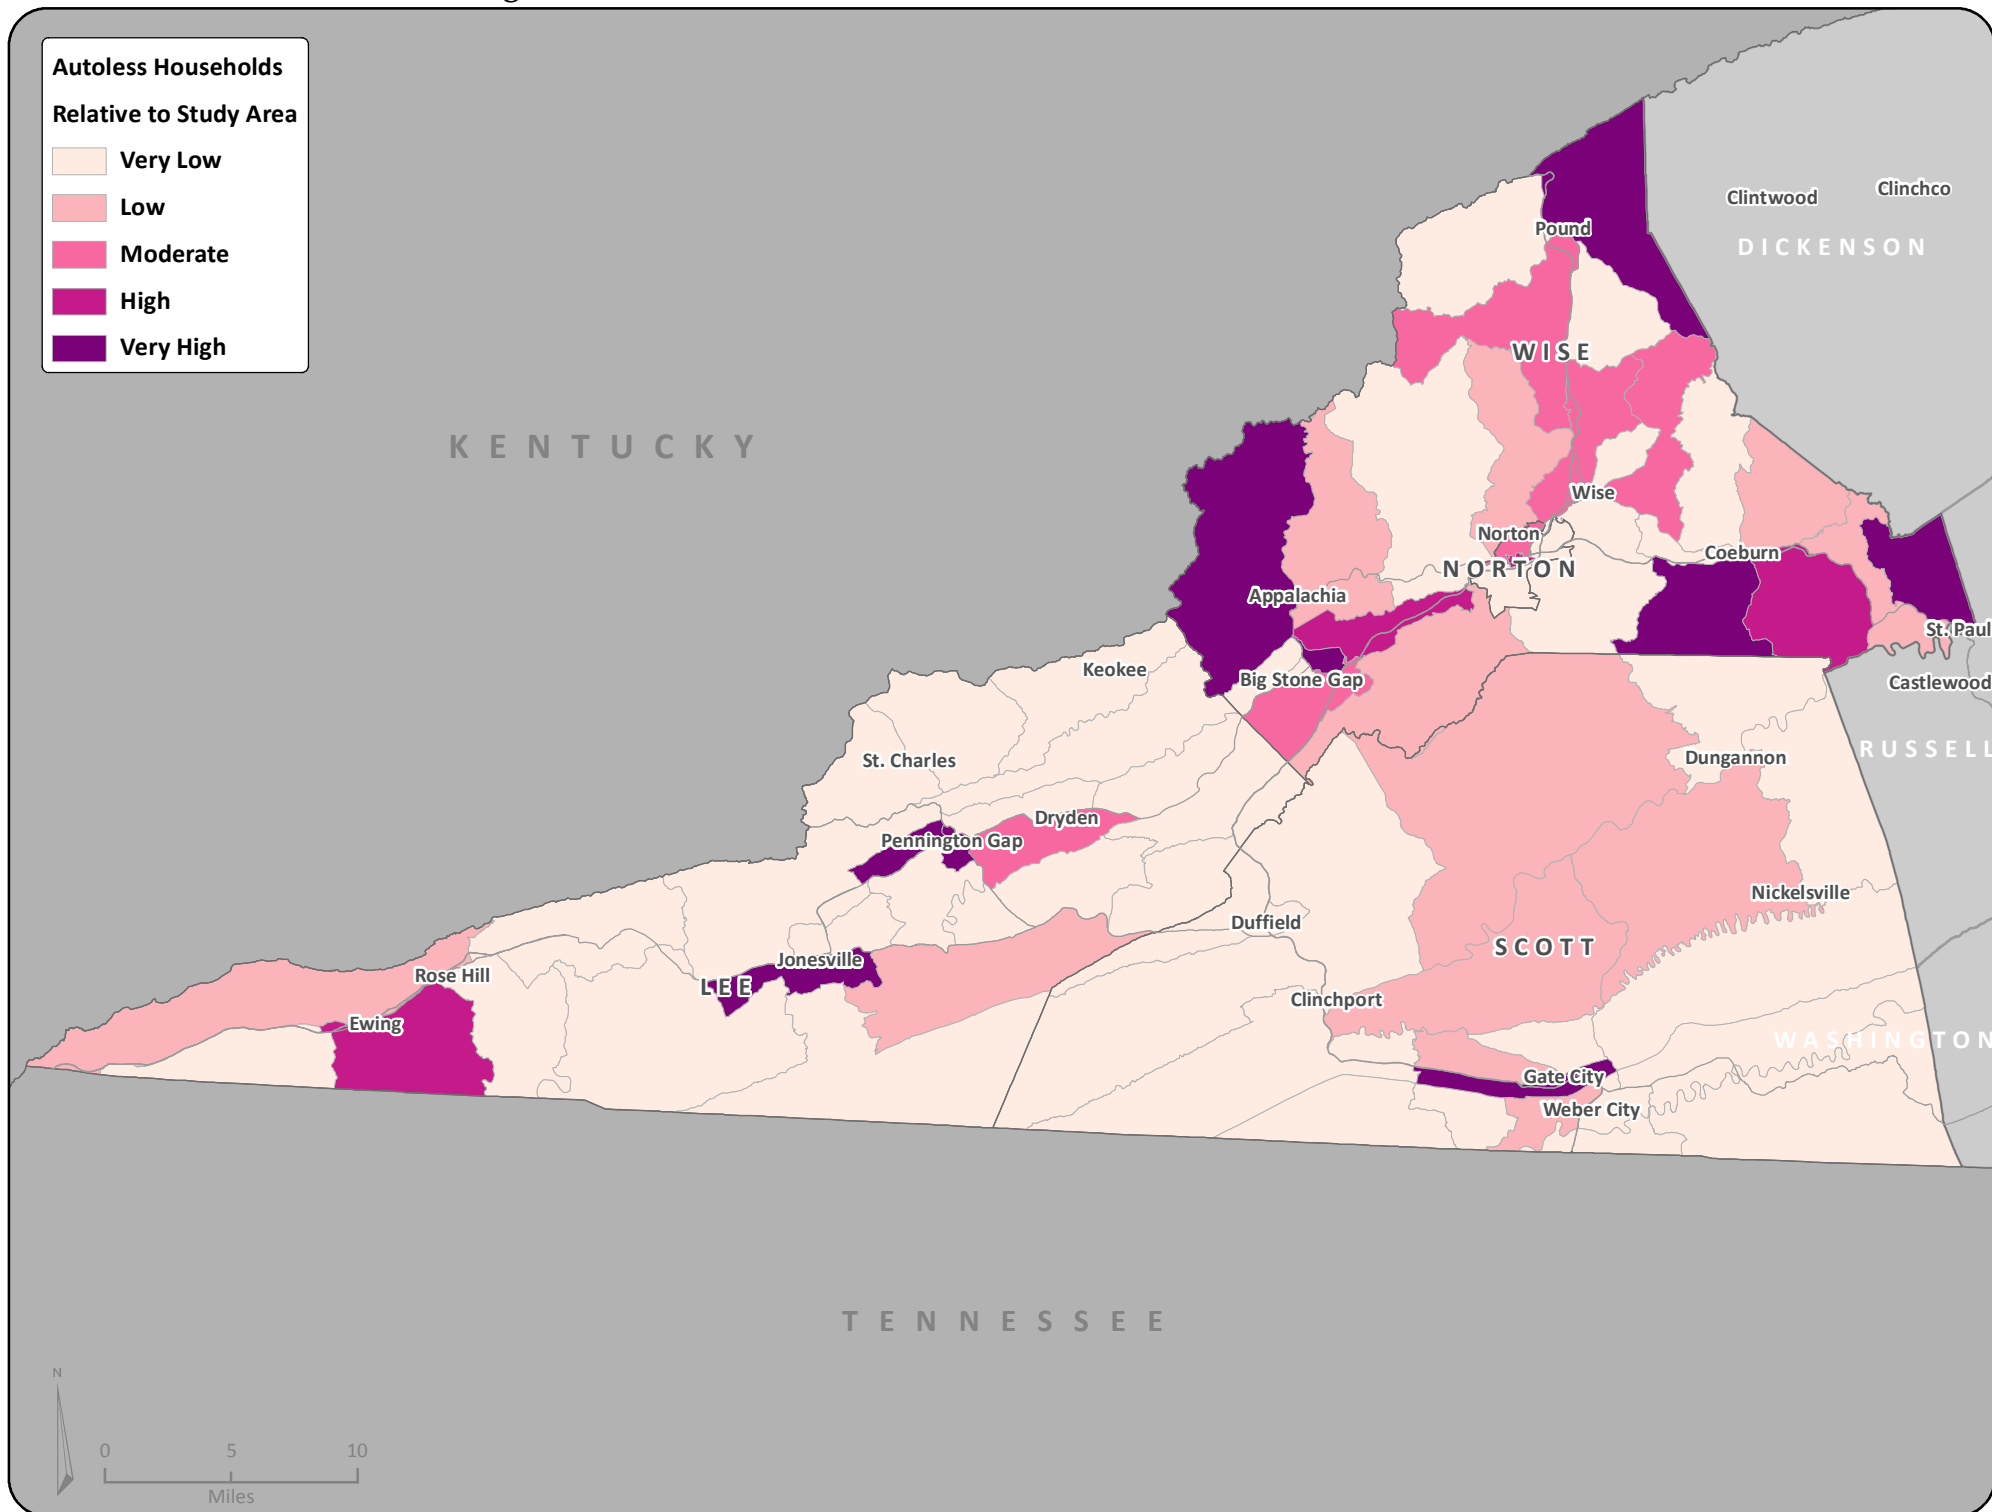 g
Autoless Households
Relative to Study Area
Very Low
Low
Moderate
High
Very High
Clintwood
Clinchco
DICKENSON
Pound
WISE
KENTUCKY
Wise
Norton
NORTON
Coeburn
Appalachia
St. Paul
Keokee
Big Stone Gap
Castlewood
St. Charles
Dungannon
RUSSELL
Dryden
Pennington Gap
Nickelsville
Duffield
SCOTT
Jonesville
Rose Hill
LEE
Clinchport
Ewing
WASHINGTON
Gate City
Weber City
TENNESSEE
N
0 5 10
Miles